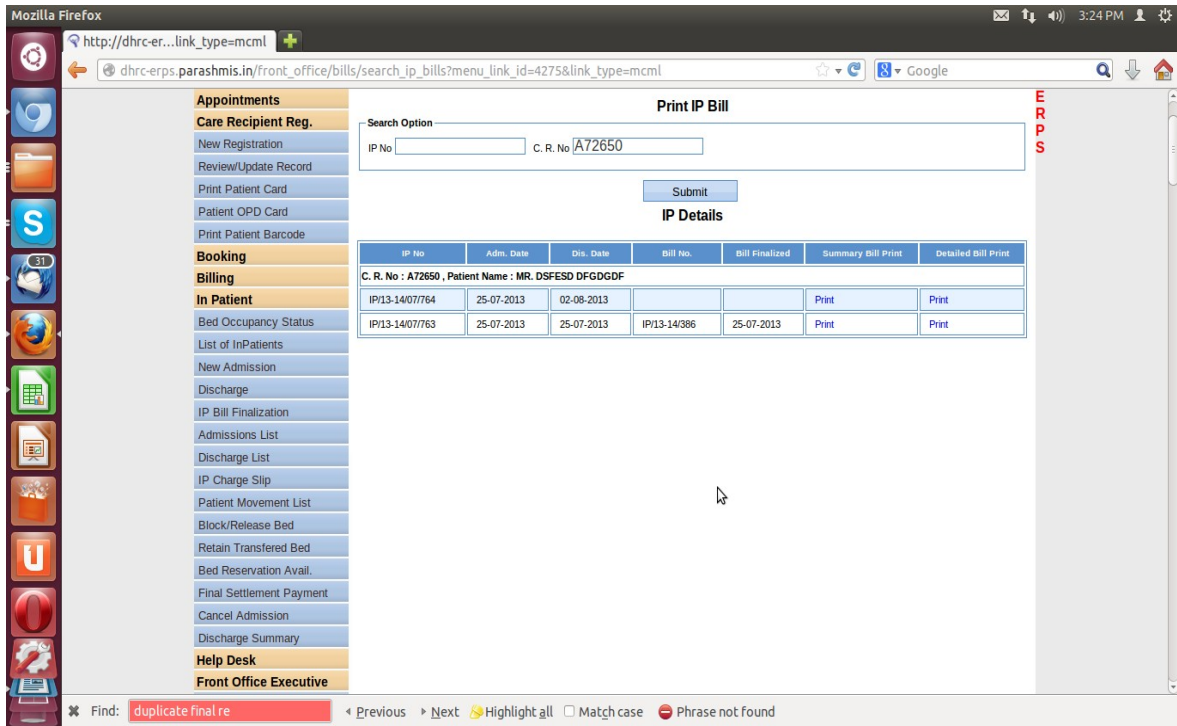 Mozilla Firefox
3:24 PM
http://dhrc-er...link_type=mcml
dhrc-erps.parashmis.in/front_office/bills/search_ip_bills?menu_link_id=4275&link_type=mcml
Google
Appointments
Care Recipient Reg.
New Registration
Review/Update Record
Print Patient Card
Patient OPD Card
Print Patient Barcode
Booking
Billing
In Patient
Bed Occupancy Status
List of InPatients
New Admission
Discharge
IP Bill Finalization
Admissions List
Discharge List
IP Charge Slip
Patient Movement List
Block/Release Bed
Retain Transfered Bed
Bed Reservation Avail.
Final Settlement Payment
Cancel Admission
Discharge Summary
Help Desk
Front Office Executive
Print IP Bill
Search Option
IP No C. R. No A72650
Submit
IP Details
IP No Adm. Date Dis. Date Bill No. Bill Finalized Summary Bill Print Detailed Bill Print
C. R. No : A72650 , Patient Name : MR. DSFESD DFGDGDF
IP/13-14/07/764 25-07-2013 02-08-2013 Print Print
IP/13-14/07/763 25-07-2013 25-07-2013 IP/13-14/386 25-07-2013 Print Print
E
R
P
S
31
Find: duplicate final re Previous Next Highlight all Match case Phrase not found